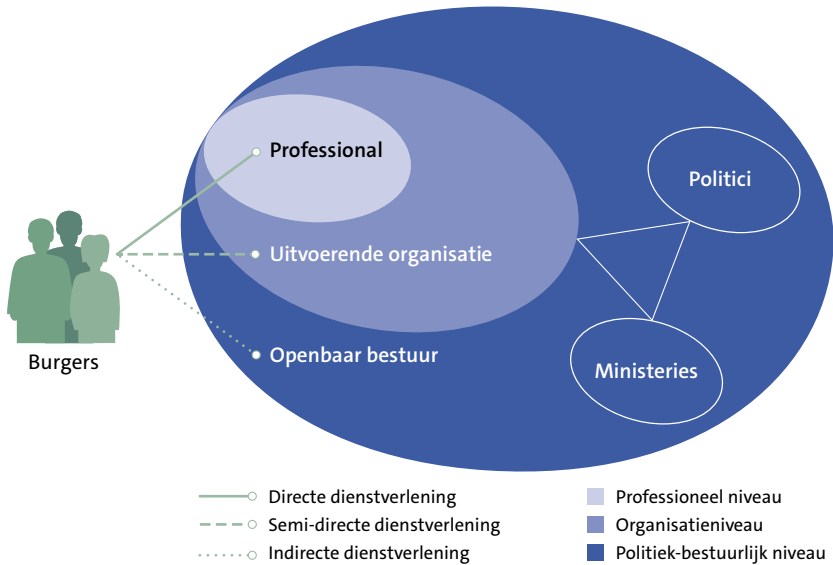 Professional
Politici
Uitvoerende organisatie
Openbaar bestuur
Burgers
Ministeries
Directe dienstverlening
Semi-directe dienstverlening
Indirecte dienstverlening
Professioneel niveau
Organisatieniveau
Politiek-bestuurlijk niveau